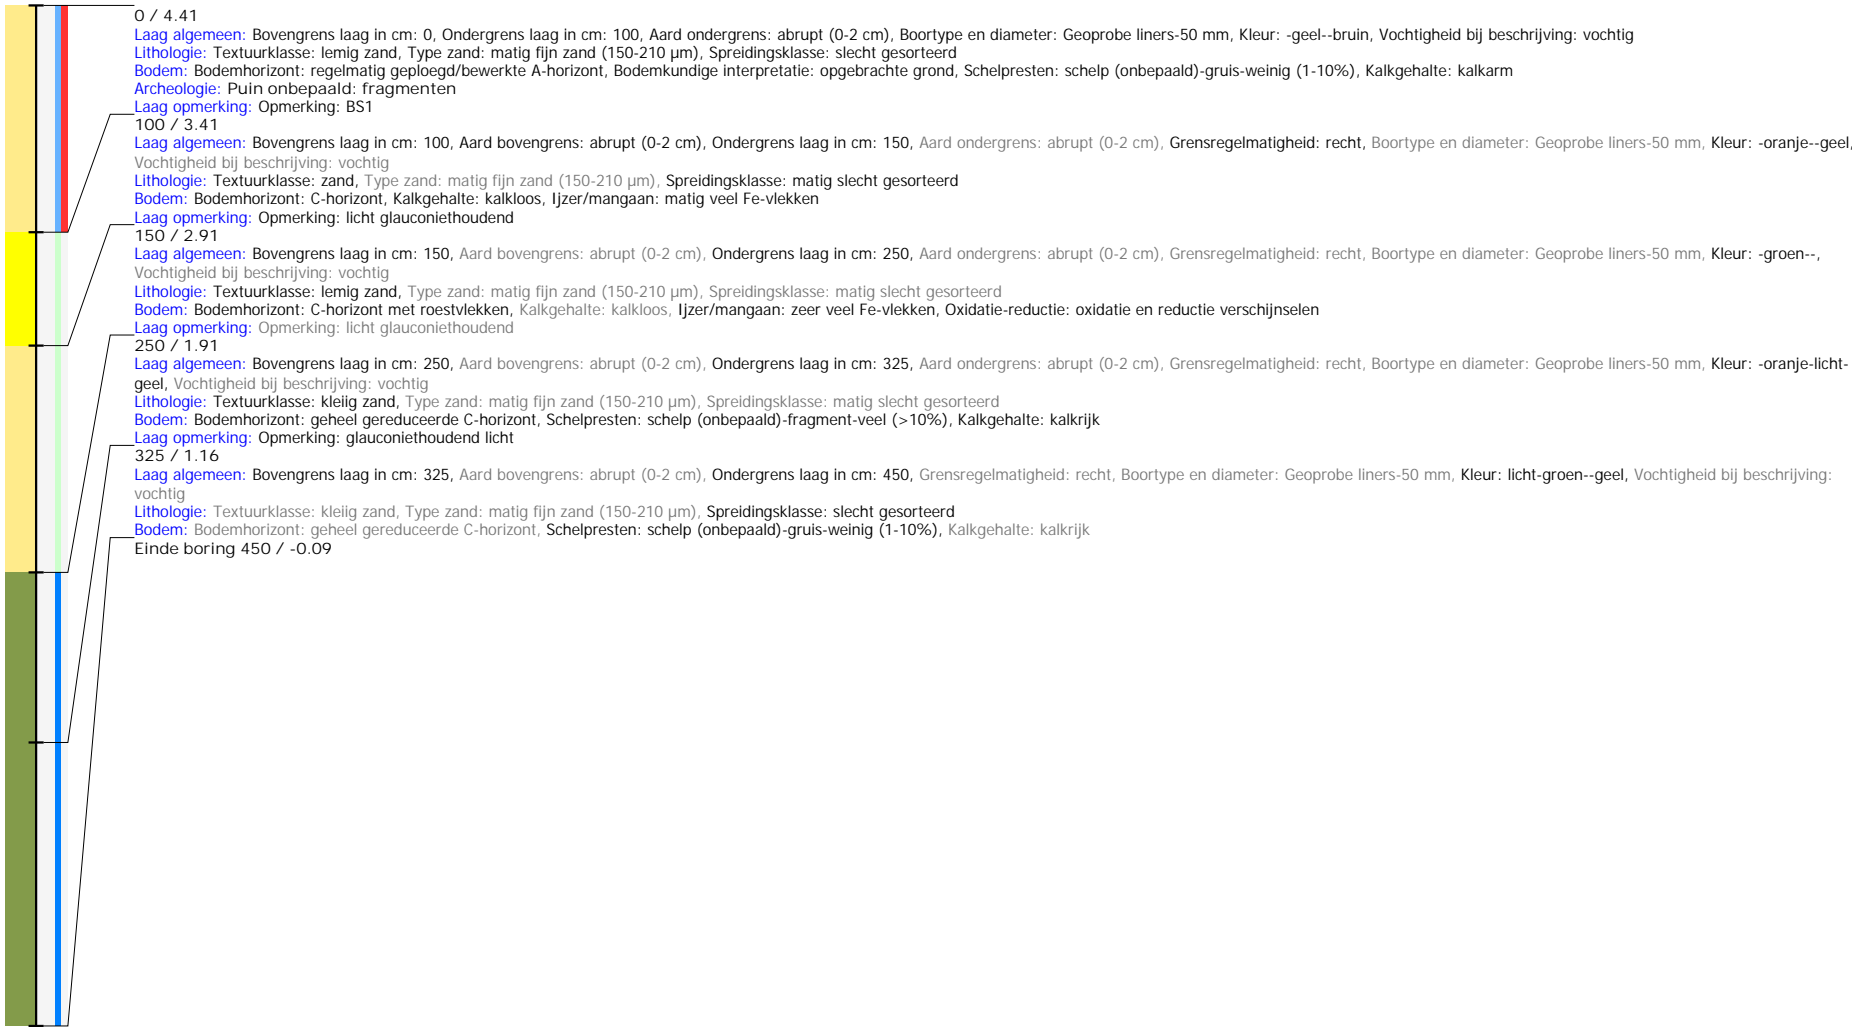 0 / 4.41
Laag algemeen: Bovengrens laag in cm: 0, Ondergrens laag in cm: 100, Aard ondergrens: abrupt (0-2 cm), Boortype en diameter: Geoprobe liners-50 mm, Kleur: -geel--bruin, Vochtigheid bij beschrijving: vochtig
Lithologie: Textuurklasse: lemig zand, Type zand: matig fijn zand (150-210 µm), Spreidingsklasse: slecht gesorteerd
Bodem: Bodemhorizont: regelmatig geploegd/bewerkte A-horizont, Bodemkundige interpretatie: opgebrachte grond, Schelpresten: schelp (onbepaald)-gruis-weinig (1-10%), Kalkgehalte: kalkarm
Archeologie: Puin onbepaald: fragmenten
Laag opmerking: Opmerking: BS1
100 / 3.41
Laag algemeen: Bovengrens laag in cm: 100, Aard bovengrens: abrupt (0-2 cm), Ondergrens laag in cm: 150, Aard ondergrens: abrupt (0-2 cm), Grensregelmatigheid: recht, Boortype en diameter: Geoprobe liners-50 mm, Kleur: -oranje--geel,
Vochtigheid bij beschrijving: vochtig
Lithologie: Textuurklasse: zand, Type zand: matig fijn zand (150-210 µm), Spreidingsklasse: matig slecht gesorteerd
Bodem: Bodemhorizont: C-horizont, Kalkgehalte: kalkloos, Ijzer/mangaan: matig veel Fe-vlekken
Laag opmerking: Opmerking: licht glauconiethoudend
150 / 2.91
Laag algemeen: Bovengrens laag in cm: 150, Aard bovengrens: abrupt (0-2 cm), Ondergrens laag in cm: 250, Aard ondergrens: abrupt (0-2 cm), Grensregelmatigheid: recht, Boortype en diameter: Geoprobe liners-50 mm, Kleur: -groen--,
Vochtigheid bij beschrijving: vochtig
Lithologie: Textuurklasse: lemig zand, Type zand: matig fijn zand (150-210 µm), Spreidingsklasse: matig slecht gesorteerd
Bodem: Bodemhorizont: C-horizont met roestvlekken, Kalkgehalte: kalkloos, Ijzer/mangaan: zeer veel Fe-vlekken, Oxidatie-reductie: oxidatie en reductie verschijnselen
Laag opmerking: Opmerking: licht glauconiethoudend
250 / 1.91
Laag algemeen: Bovengrens laag in cm: 250, Aard bovengrens: abrupt (0-2 cm), Ondergrens laag in cm: 325, Aard ondergrens: abrupt (0-2 cm), Grensregelmatigheid: recht, Boortype en diameter: Geoprobe liners-50 mm, Kleur: -oranje-licht-
geel, Vochtigheid bij beschrijving: vochtig
Lithologie: Textuurklasse: kleiig zand, Type zand: matig fijn zand (150-210 µm), Spreidingsklasse: matig slecht gesorteerd
Bodem: Bodemhorizont: geheel gereduceerde C-horizont, Schelpresten: schelp (onbepaald)-fragment-veel (>10%), Kalkgehalte: kalkrijk
Laag opmerking: Opmerking: glauconiethoudend licht
325 / 1.16
Laag algemeen: Bovengrens laag in cm: 325, Aard bovengrens: abrupt (0-2 cm), Ondergrens laag in cm: 450, Grensregelmatigheid: recht, Boortype en diameter: Geoprobe liners-50 mm, Kleur: licht-groen--geel, Vochtigheid bij beschrijving:
vochtig
Lithologie: Textuurklasse: kleiig zand, Type zand: matig fijn zand (150-210 µm), Spreidingsklasse: slecht gesorteerd
Bodem: Bodemhorizont: geheel gereduceerde C-horizont, Schelpresten: schelp (onbepaald)-gruis-weinig (1-10%), Kalkgehalte: kalkrijk
Einde boring 450 / -0.09